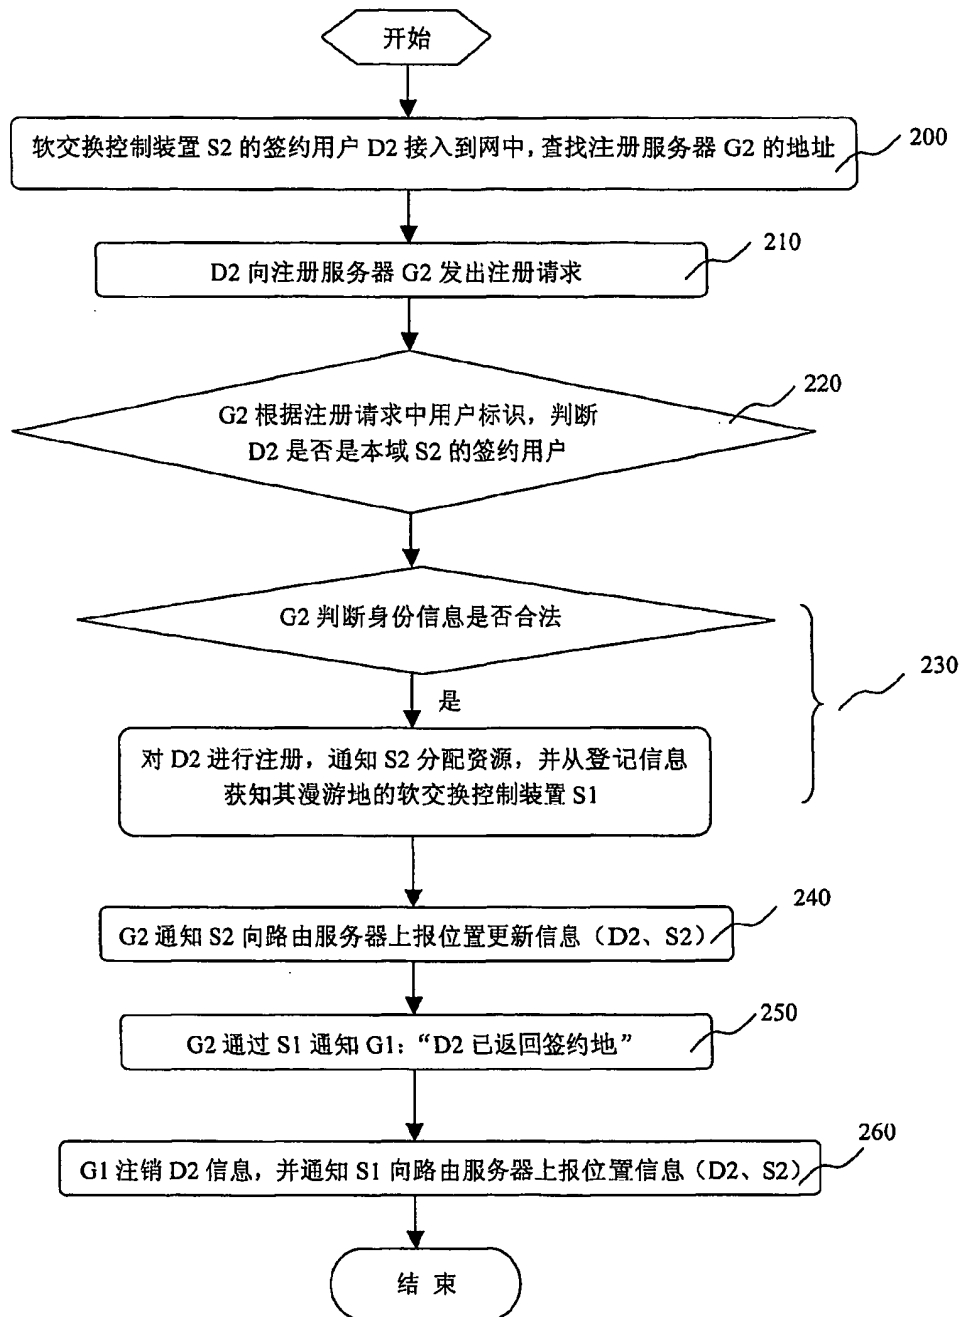 开始
软交换控制装置 S2 的签约用户 D2 接入到网中，查找注册服务器 G2 的地址
200
D2 向注册服务器 G2 发出注册请求
210
G2 根据注册请求中用户标识，判断
D2 是否是本域 S2 的签约用户
220
G2 判断身份信息是否合法
是
对 D2 进行注册，通知 S2 分配资源，并从登记信息
获知其漫游地的软交换控制装置 S1
230
G2 通知 S2 向路由服务器上报位置更新信息（D2、S2）
240
G2 通过 S1 通知 G1：“D2 已返回签约地”
250
G1 注销 D2 信息，并通知 S1 向路由服务器上报位置信息（D2、S2）
260
结 束